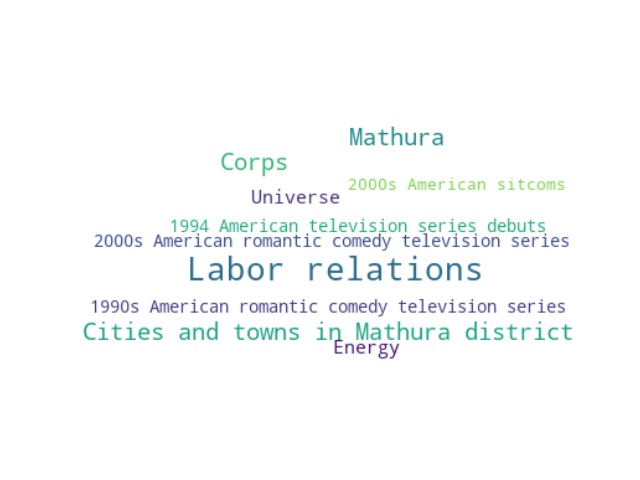 Mathura
Corps
2000s American sitcoms
Universe
1994 American television series debuts
2000s American romantic comedy television series
Labor relations
1990s American romantic comedy television series
Cities and towns in Mathura district
Energy